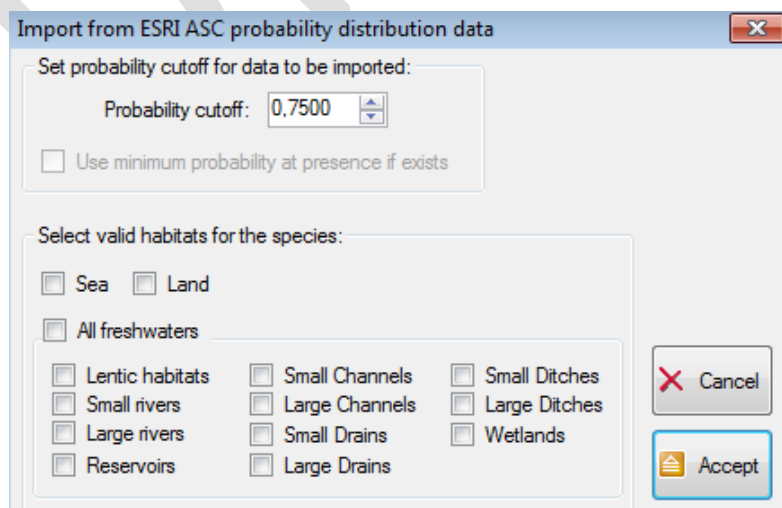 Import from ESRI ASC probability distribution data
Set probability cutoff for data to be imported:
Probability cutoff: 0,7500
Use minimum probability at presence if exists
Select valid habitats for the species:
Sea Land
All freshwaters
Lentic habitats Small Channels Small Ditches
Small rivers Large Channels Large Ditches
Large rivers Small Drains Wetlands
Reservoirs Large Drains
Cancel
Accept